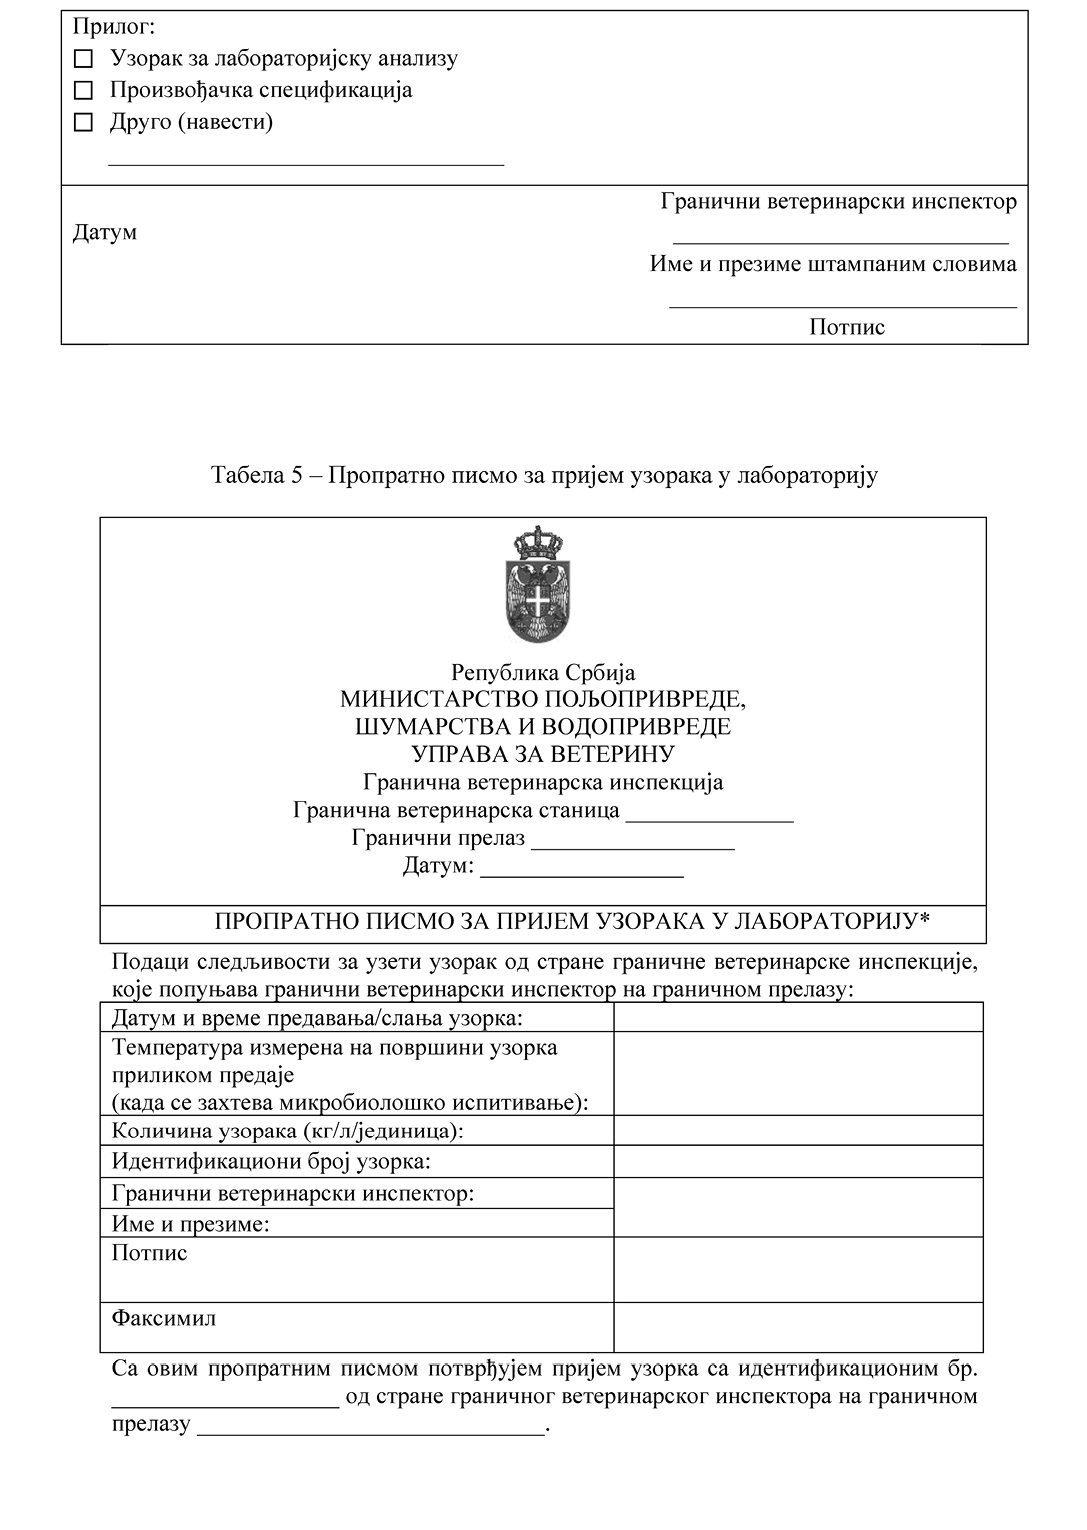 Прилог:
☐ Узорак за лабораторијску анализу
☐ Произвођачка спецификација
☐ Друго (навести)
_________________________________
Гранични ветеринарски инспектор
Датум
____________________________
Име и презиме штампаним словима
_____________________________
Потпис
Табела 5 – Пропратно писмо за пријем узорака у лабораторију
Република Србија
МИНИСТАРСТВО ПОЉОПРИВРЕДЕ,
ШУМАРСТВА И ВОДОПРИВРЕДЕ
УПРАВА ЗА ВЕТЕРИНУ
Гранична ветеринарска инспекција
Гранична ветеринарска станица ______________
Гранични прелаз _________________
Датум: _________________
ПРОПРАТНО ПИСМО ЗА ПРИЈЕМ УЗОРАКА У ЛАБОРАТОРИЈУ*
Подаци следљивости за узети узорак од стране граничне ветеринарске инспекције,
које попуњава гранични ветеринарски инспектор на граничном прелазу:
Датум и време предавања/слања узорка:
Температура измерена на површини узорка
приликом предаје
(када се захтева микробиолошко испитивање):
Количина узорака (кг/л/јединица):
Идентификациони број узорка:
Гранични ветеринарски инспектор:
Име и презиме:
Потпис
Факсимил
Са овим пропратним писмом потврђујем пријем узорка са идентификационим бр.
___________________ од стране граничног ветеринарског инспектора на граничном
прелазу _____________________________.